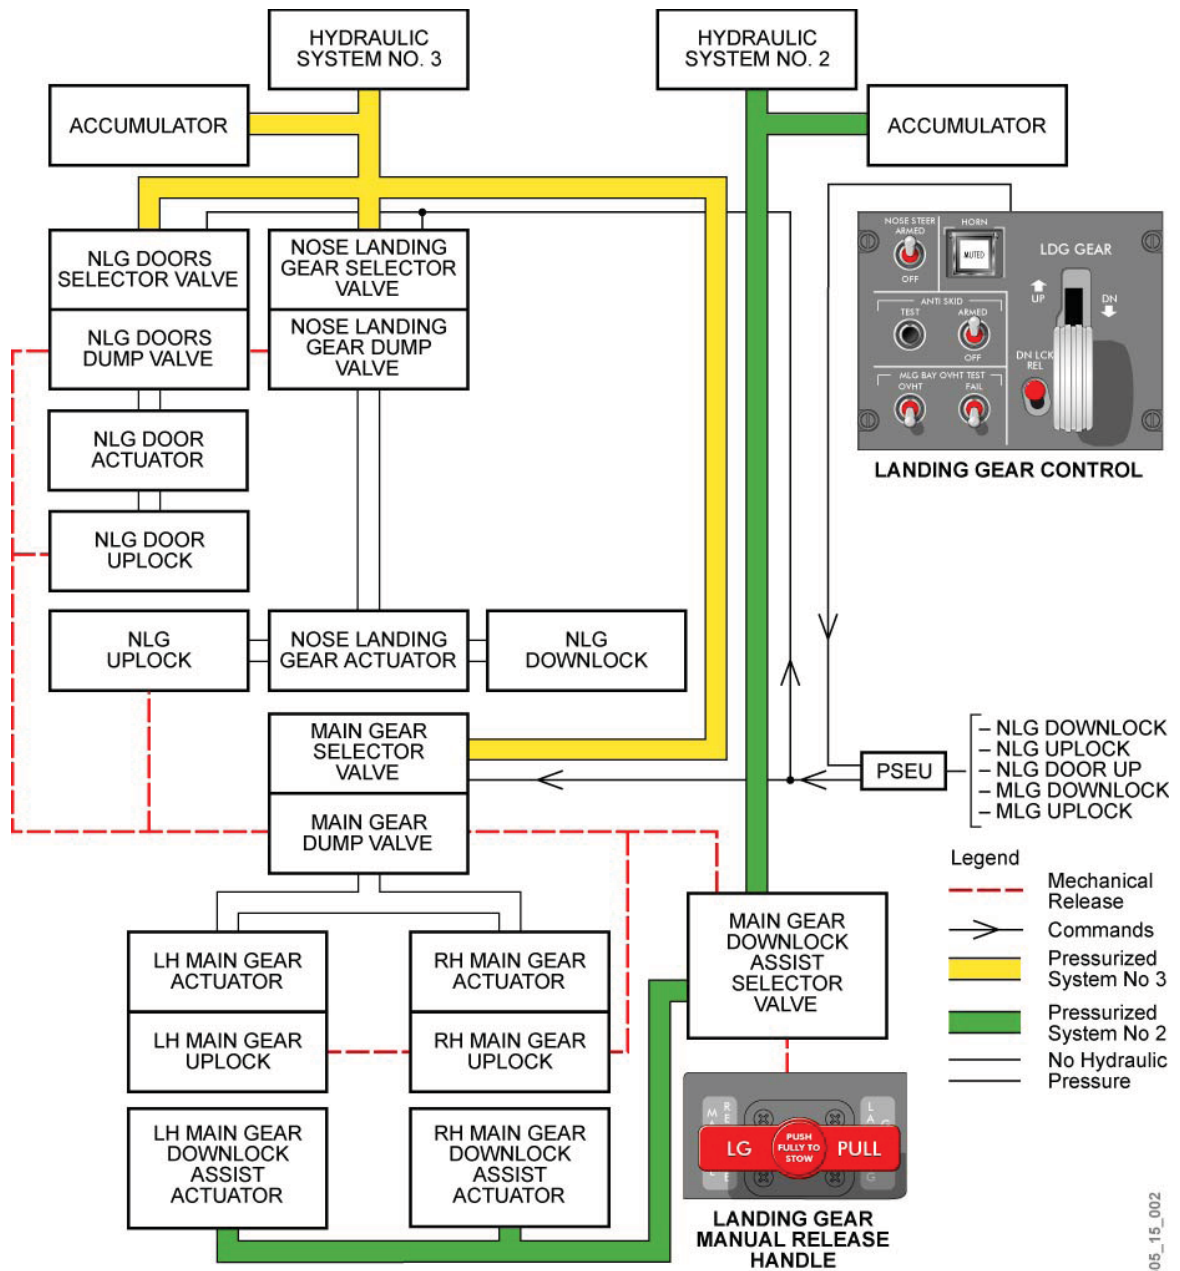 HYDRAULIC
SYSTEM NO. 3
HYDRAULIC
SYSTEM NO. 2
ACCUMULATOR
ACCUMULATOR
NLG DOORS
SELECTOR VALVE
NOSE LANDING
GEAR SELECTOR
VALVE
NLG DOORS
DUMP VALVE
NOSE LANDING
GEAR DUMP
VALVE
NLG DOOR
ACTUATOR
NLG DOOR
UPLOCK
NOSE STEER
ARMED
OFF
HORN
MUTED
LDG GEAR
UP
DN
ANTI SKID
TEST
ARMED
OFF
DN LCK
REL
MLG BAY OVHT TEST
OVHT
FAIL
LANDING GEAR CONTROL
NLG
UPLOCK
NOSE LANDING
GEAR ACTUATOR
NLG
DOWNLOCK
MAIN GEAR
SELECTOR
VALVE
MAIN GEAR
DUMP VALVE
PSEU
– NLG DOWNLOCK
– NLG UPLOCK
– NLG DOOR UP
– MLG DOWNLOCK
– MLG UPLOCK
Legend
Mechanical
Release
Commands
Pressurized
System No 3
Pressurized
System No 2
No Hydraulic
Pressure
LH MAIN GEAR
ACTUATOR
RH MAIN GEAR
ACTUATOR
MAIN GEAR
DOWNLOCK
ASSIST
SELECTOR
VALVE
LH MAIN GEAR
UPLOCK
RH MAIN GEAR
UPLOCK
LH MAIN GEAR
DOWNLOCK
ASSIST
ACTUATOR
RH MAIN GEAR
DOWNLOCK
ASSIST
ACTUATOR
LG
PUSH
FULLY TO
STOW
PULL
LANDING GEAR
MANUAL RELEASE
HANDLE
05_15_002